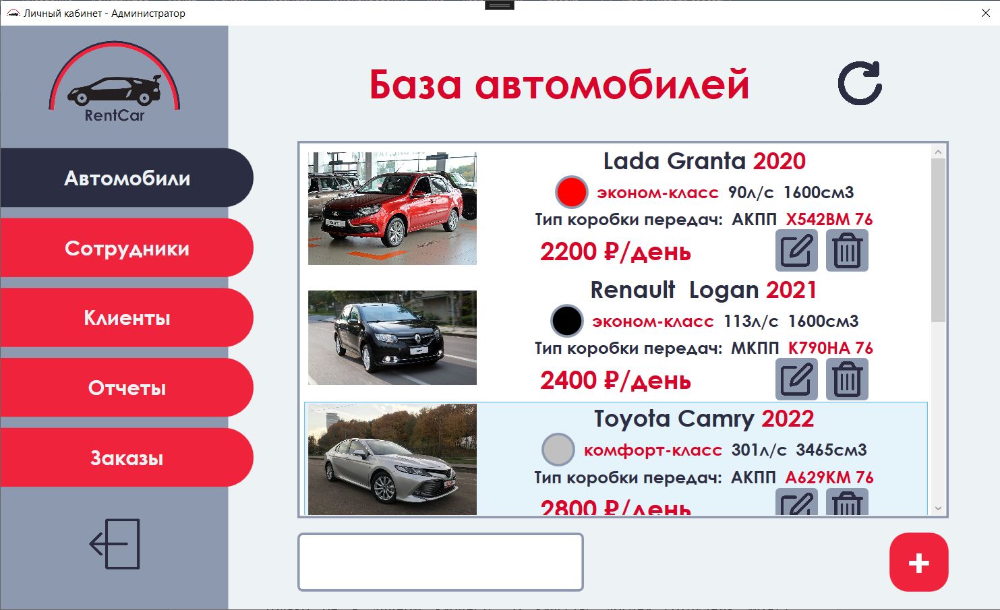 Личный кабинет - Администратор
RentCar
Автомобили
Сотрудники
Клиенты
Отчеты
Заказы
База автомобилей
Lada Granta 2020
эконом-класс 90л/с 1600см3
Тип коробки передач: АКПП Х542ВМ 76
2200 ₽/день
Renault Logan 2021
эконом-класс 113л/с 1600см3
Тип коробки передач: МКПП К790НА 76
2400 ₽/день
Toyota Camry 2022
комфорт-класс 301л/с 3465см3
Тип коробки передач: АКПП А629КМ 76
2800 ₽/день
+